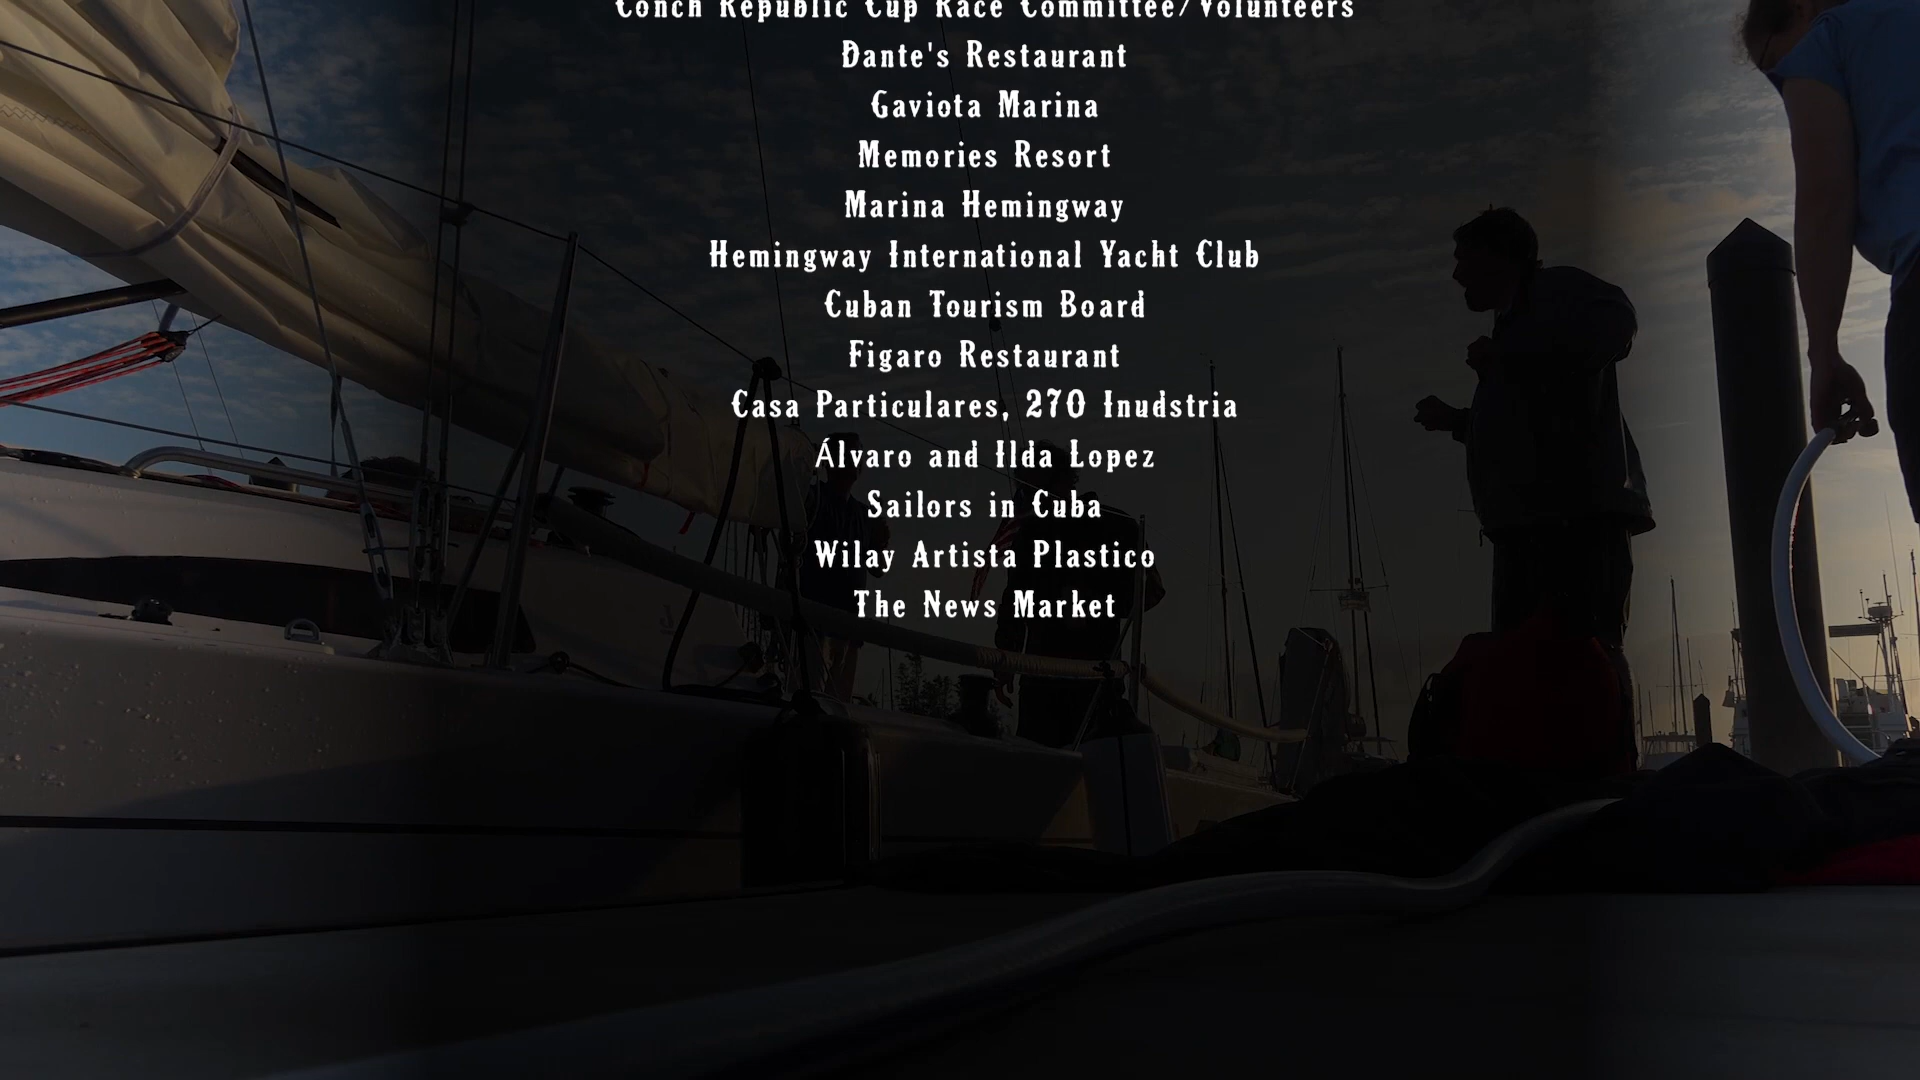 Conch Republic Cup Race Committee/Volunteers
Dante's Restaurant
Gaviota Marina
Memories Resort
Marina Hemingway
Hemingway International Yacht Club
Cuban Tourism Board
Figaro Restaurant
Casa Particulares, 270 Inudstria
Álvaro and Ilda Lopez
Sailors in Cuba
Wilay Artista Plastico
The News Market